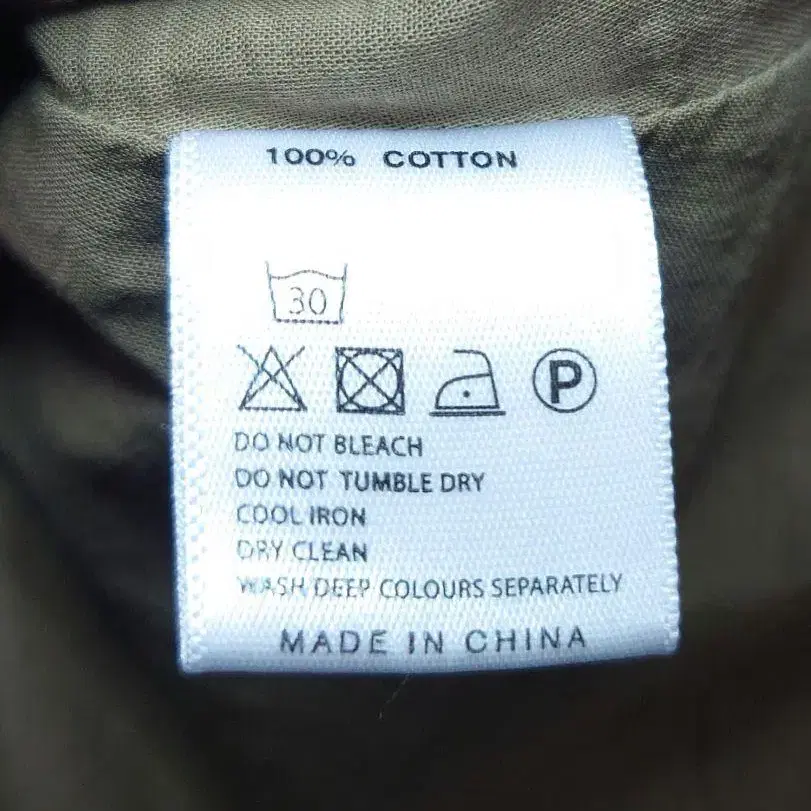 100% COTTON
30
P
DO NOT BLEACH
DO NOT TUMBLE DRY
COOL IRON
DRY CLEAN
WASH DEEP COLOURS SEPARATELY
MADE IN CHINA